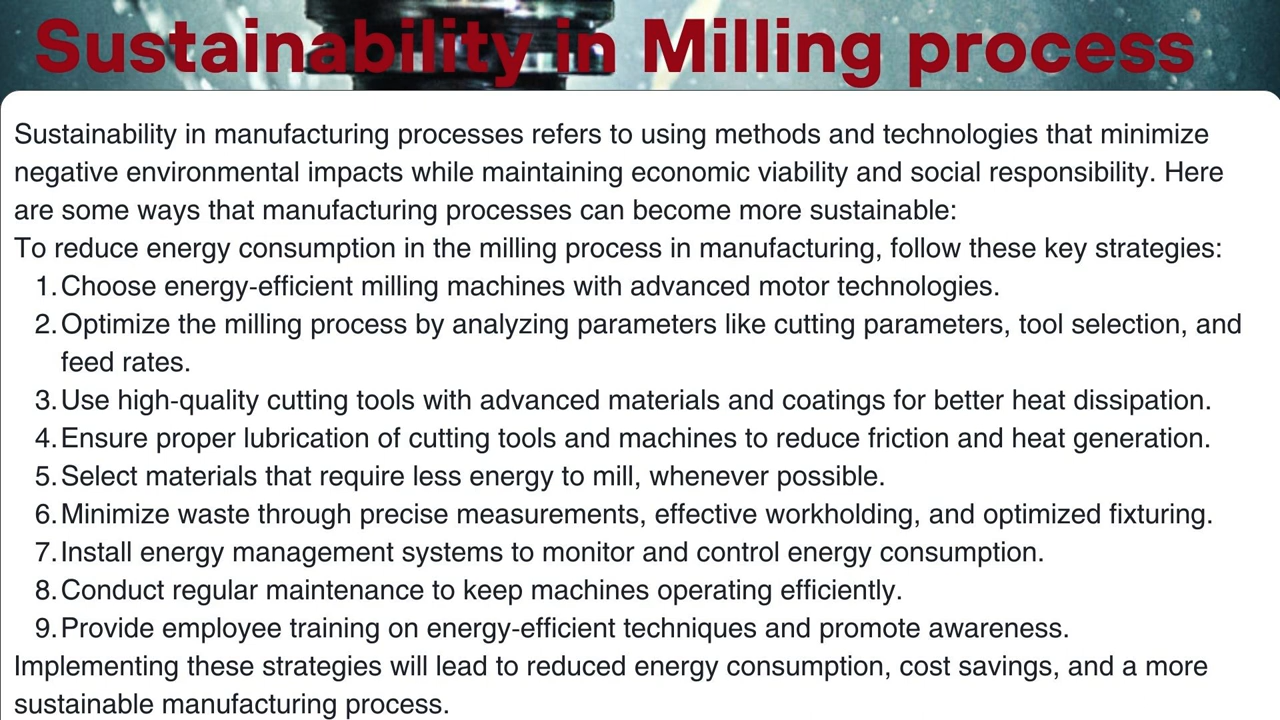 Sustainability in Milling process
Sustainability in manufacturing processes refers to using methods and technologies that minimize
negative environmental impacts while maintaining economic viability and social responsibility. Here
are some ways that manufacturing processes can become more sustainable:
To reduce energy consumption in the milling process in manufacturing, follow these key strategies:
1. Choose energy-efficient milling machines with advanced motor technologies.
2. Optimize the milling process by analyzing parameters like cutting parameters, tool selection, and
feed rates.
3. Use high-quality cutting tools with advanced materials and coatings for better heat dissipation.
4. Ensure proper lubrication of cutting tools and machines to reduce friction and heat generation.
5. Select materials that require less energy to mill, whenever possible.
6. Minimize waste through precise measurements, effective workholding, and optimized fixturing.
7. Install energy management systems to monitor and control energy consumption.
8. Conduct regular maintenance to keep machines operating efficiently.
9. Provide employee training on energy-efficient techniques and promote awareness.
Implementing these strategies will lead to reduced energy consumption, cost savings, and a more
sustainable manufacturing process.